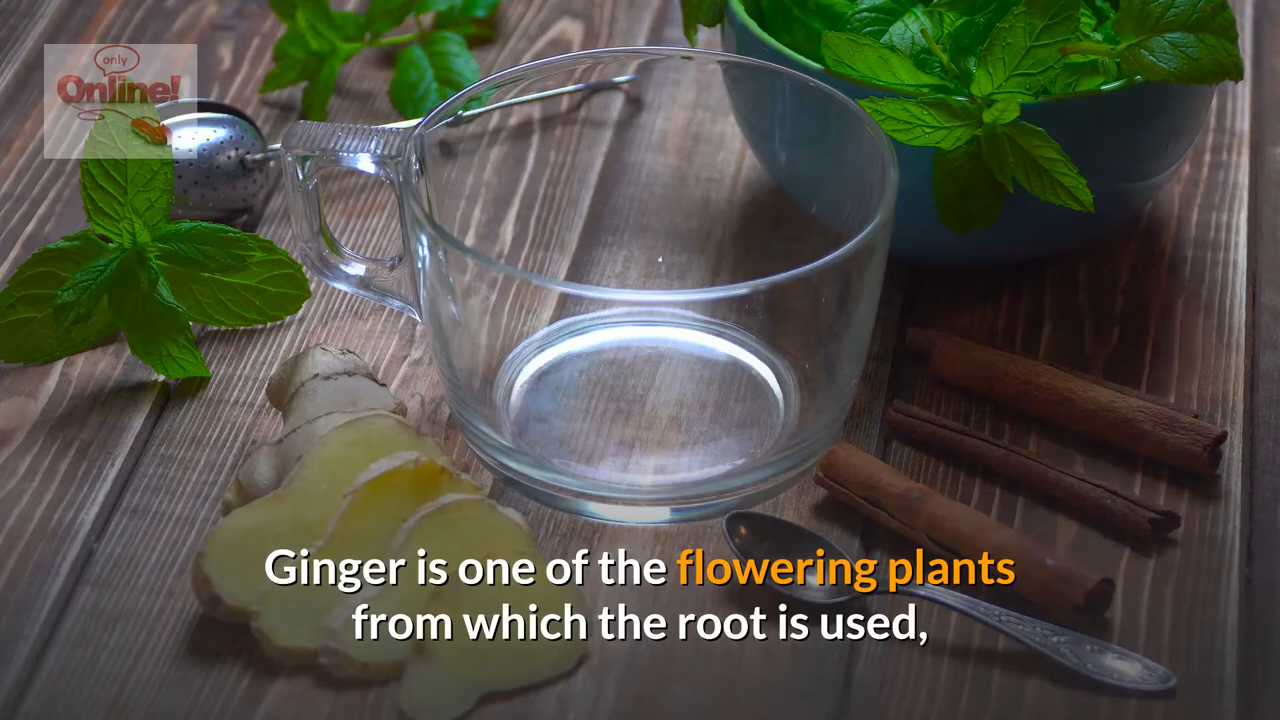 only
Online!
Ginger is one of the flowering plants
from which the root is used,